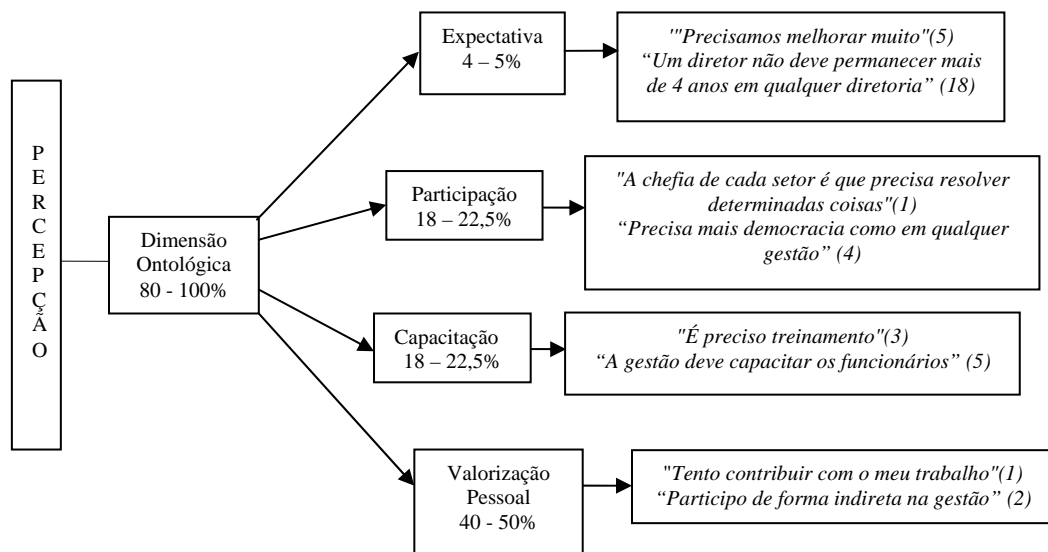 PERCEPÇÃO
Dimensão
Ontológica
80 - 100%
Expectativa
4 – 5%
'"Precisamos melhorar muito"(5)
“Um diretor não deve permanecer mais
de 4 anos em qualquer diretoria” (18)
Participação
18 – 22,5%
"A chefia de cada setor é que precisa resolver
determinadas coisas"(1)
“Precisa mais democracia como em qualquer
gestão” (4)
Capacitação
18 – 22,5%
"É preciso treinamento"(3)
“A gestão deve capacitar os funcionários” (5)
Valorização
Pessoal
40 - 50%
"Tento contribuir com o meu trabalho"(1)
“Participo de forma indireta na gestão” (2)